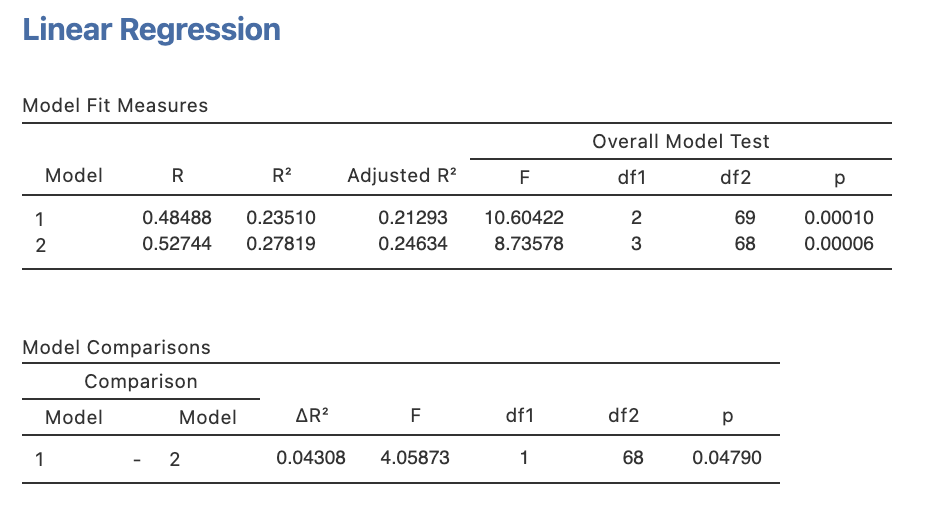 Linear Regression
Model Fit Measures
Overall Model Test
Model R R² Adjusted R² F df1 df2 p
1 0.48488 0.23510 0.21293 10.60422 2 69 0.00010
2 0.52744 0.27819 0.24634 8.73578 3 68 0.00006
Model Comparisons
Comparison
Model Model ΔR² F df1 df2 p
1 - 2 0.04308 4.05873 1 68 0.04790